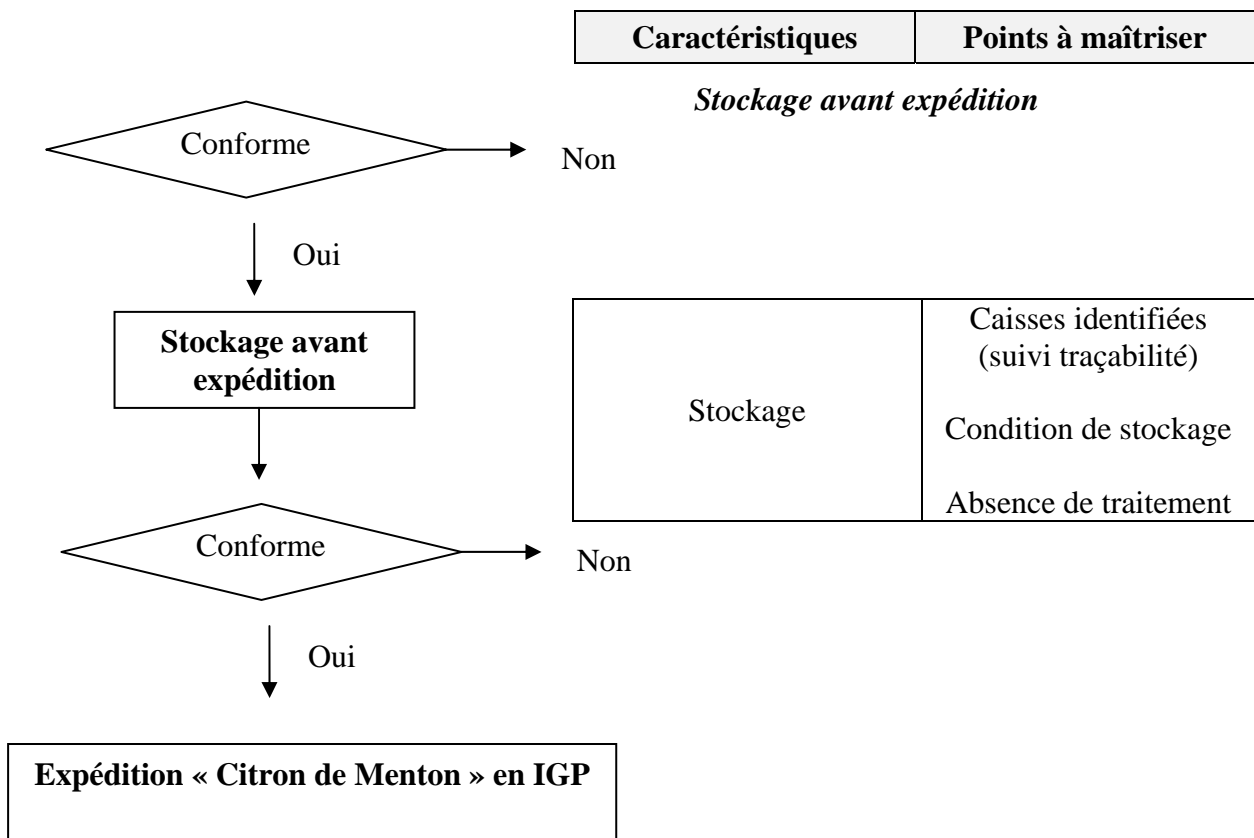 Caractéristiques Points à maîtriser
Stockage avant expédition
Conforme
Non
Oui
Stockage avant
expédition
Stockage
Caisses identifiées
(suivi traçabilité)
Condition de stockage
Absence de traitement
Conforme
Non
Oui
Expédition « Citron de Menton » en IGP